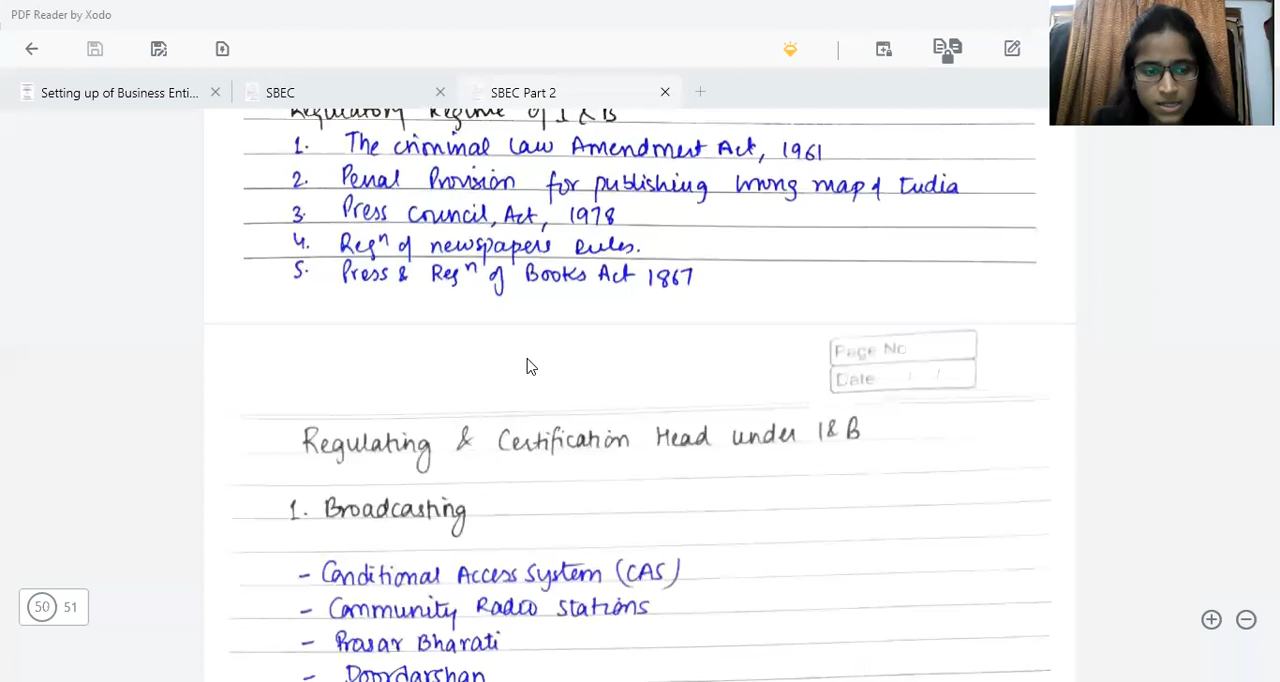 PDF Reader by Xodo
Setting up of Business Enti...
SBEC
SBEC Part 2
Regulatory Regime of I & B
1. The criminal Law Amendment Act, 1961
2. Penal Provision for publishing wrong map of India
3. Press Council, Act, 1978
4. Regn of newspapers Rules.
5. Press & Regn of Books Act 1867
Page No
Date / /
Regulating & Certification Head under I & B
1. Broadcasting
- Conditional Access System (CAS)
- Community Radio Stations
- Prasar Bharati
- Doordarshan
50 51